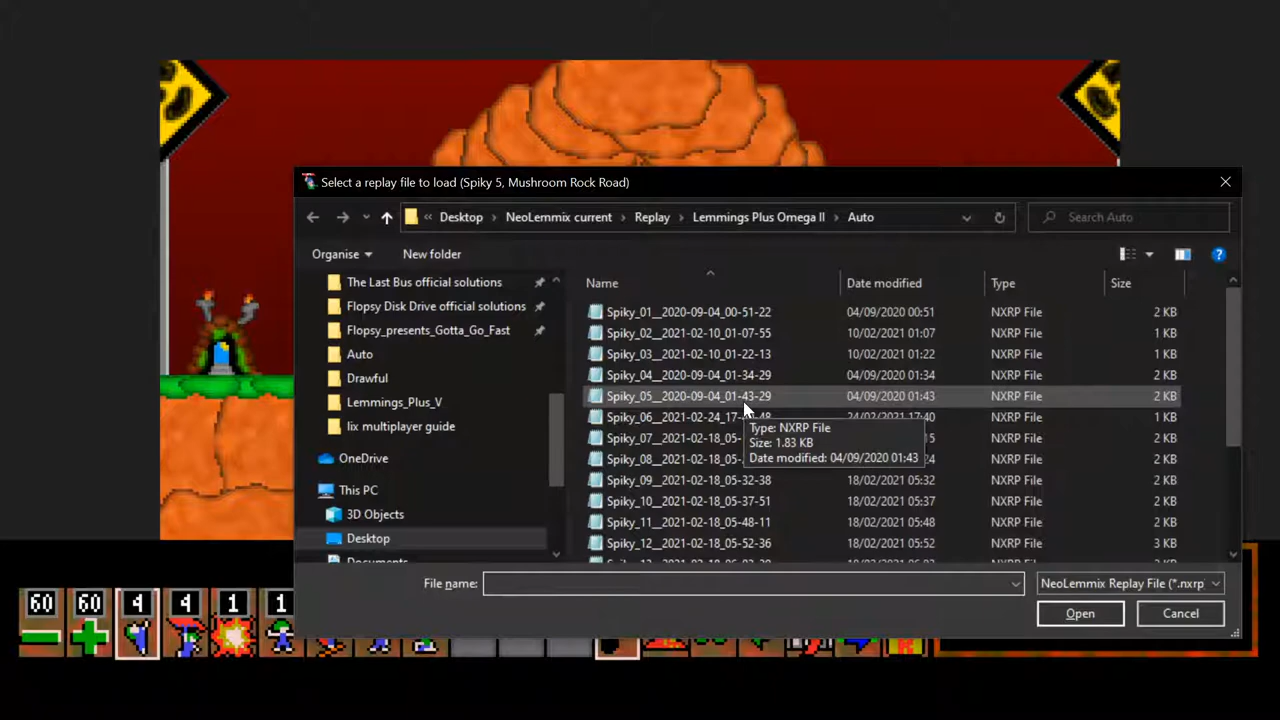 Select a replay file to load (Spiky 5, Mushroom Rock Road)
« Desktop > NeoLemmix current > Replay > Lemmings Plus Omega II > Auto
Search Auto
Organise New folder
Name Date modified Type Size
The Last Bus official solutions
Flopsy Disk Drive official solutions
Flopsy_presents_Gotta_Go_Fast
Auto
Drawful
Lemmings_Plus_V
lix multiplayer guide
OneDrive
This PC
3D Objects
Desktop
Documents
Spiky_01__2020-09-04_00-51-22 04/09/2020 00:51 NXRP File 2 KB
Spiky_02__2021-02-10_01-07-55 10/02/2021 01:07 NXRP File 1 KB
Spiky_03__2021-02-10_01-22-13 10/02/2021 01:22 NXRP File 1 KB
Spiky_04__2020-09-04_01-34-29 04/09/2020 01:34 NXRP File 2 KB
Spiky_05__2020-09-04_01-43-29 04/09/2020 01:43 NXRP File 2 KB
Spiky_06__2021-02-24_17- -48 24/02/2021 17:40 NXRP File 1 KB
Spiky_07__2021-02-18_05- 15 NXRP File 2 KB
Spiky_08__2021-02-18_05- 24 NXRP File 2 KB
Spiky_09__2021-02-18_05-32-38 18/02/2021 05:32 NXRP File 2 KB
Spiky_10__2021-02-18_05-37-51 18/02/2021 05:37 NXRP File 2 KB
Spiky_11__2021-02-18_05-48-11 18/02/2021 05:48 NXRP File 2 KB
Spiky_12__2021-02-18_05-52-36 18/02/2021 05:52 NXRP File 3 KB
Type: NXRP File
Size: 1.83 KB
Date modified: 04/09/2020 01:43
File name: NeoLemmix Replay File (*.nxrp
Open Cancel
60 60 4 4 1 1